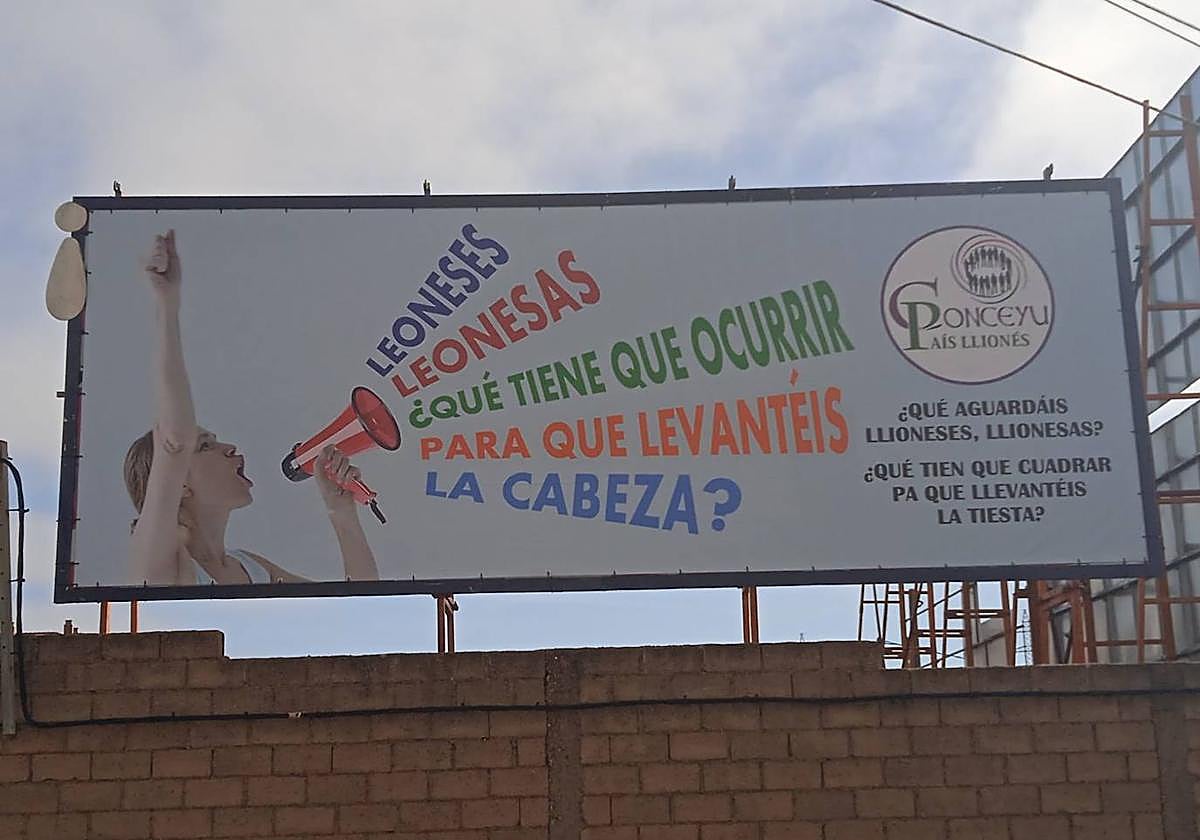 LEONESES
LEONESAS
¿QUÉ TIENE QUE OCURRIR
PARA QUE LEVANTÉIS
LA CABEZA?
CONCEYU
PAÍS LLIONÉS
¿QUÉ AGUARDÁIS
LLIONESES, LLIONESAS?
¿QUÉ TIEN QUE CUADRAR
PA QUE LLEVANTÉIS
LA TIESTA?